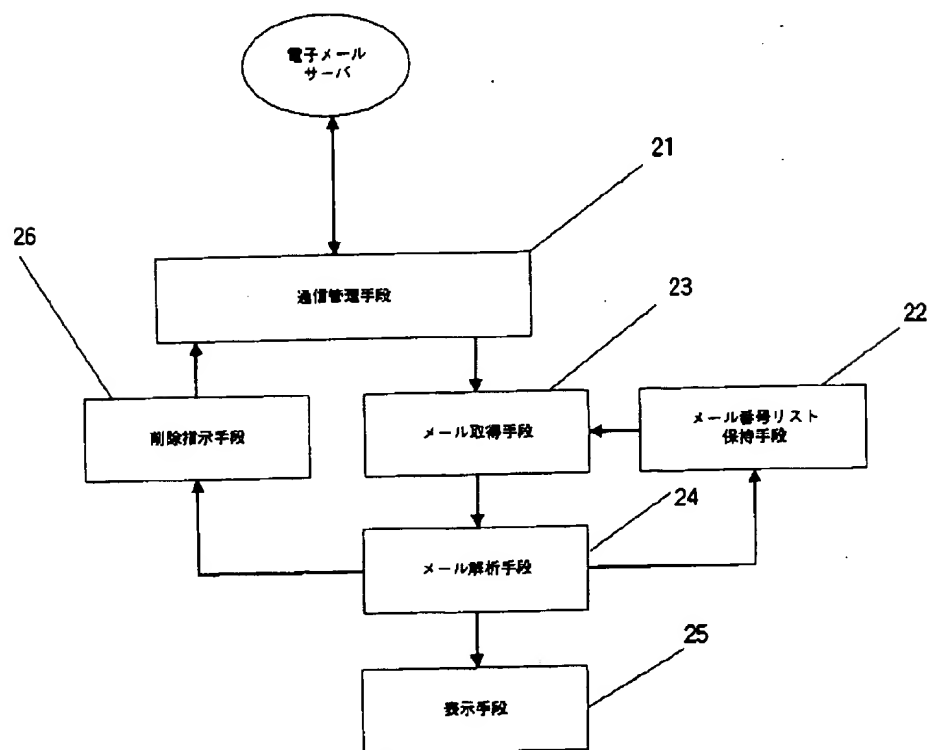 電子メール
サーバ
21
26
通信管理手段
23
22
削除指示手段
メール取得手段
メール番号リスト
保持手段
24
メール解析手段
25
表示手段